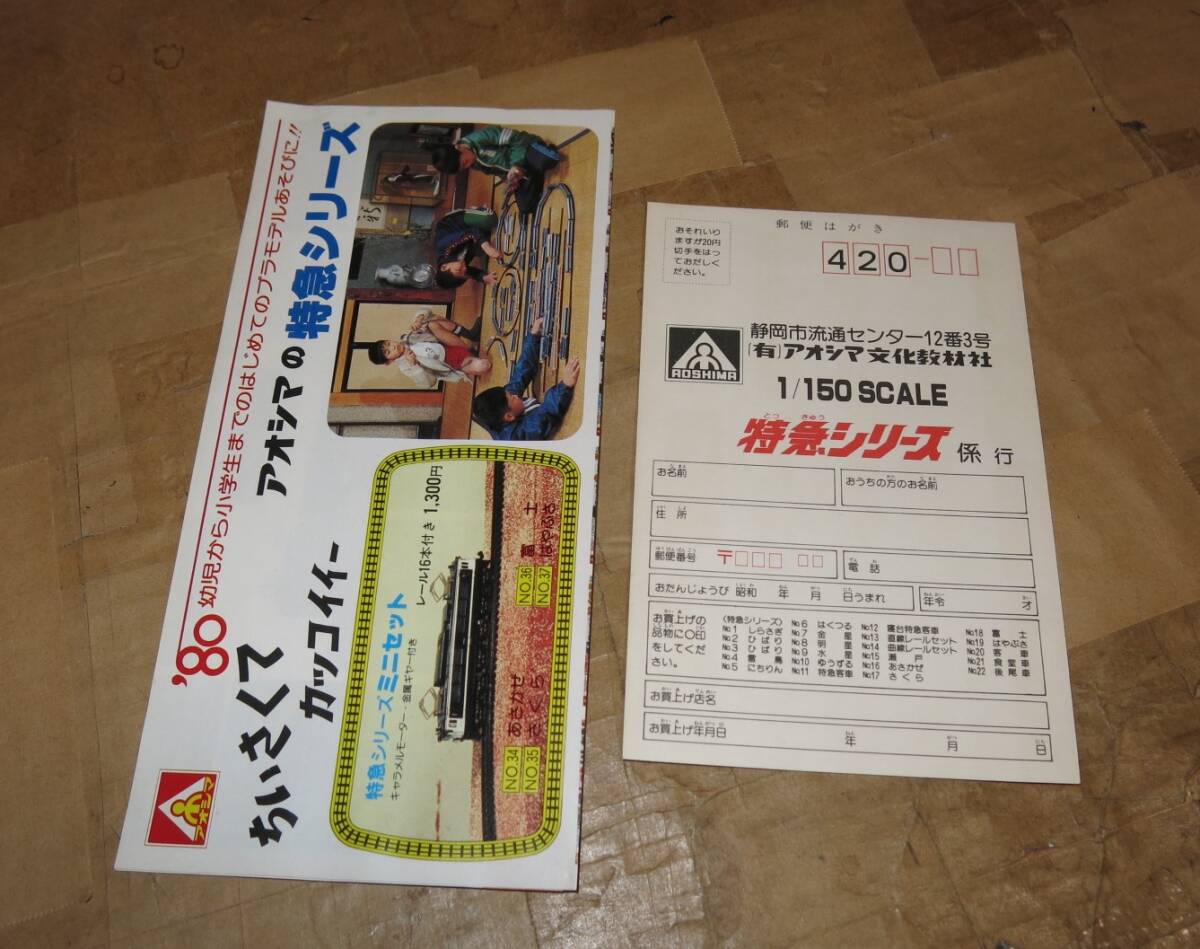 '80 幼児から小学生までのはじめてのプラモデルあそびに!!
ちいさくて
カッコイイー
アオシマの特急シリーズ
アオシマ
特急シリーズミニセット
キャラメルモーター・金属ギヤー付き
レール16本付き 1,300円
NO.34 あさかぜ
NO.35 さくら
NO.36 富士
NO.37 はやぶさ
郵便はがき
おそれいり
ますが20円
切手をはっ
ておだしく
ださい。
420-
AOSHIMA
静岡市流通センター12番3号
(有)アオシマ文化教材社
1/150 SCALE
とっ きゅう
特急シリーズ 係行
お名前
おうちの方のお名前
住所
郵便番号 〒
電話
おたんじょうび 昭和 年 月 日うまれ
年令 才
お買上げの
品物に○印
をしてくだ
さい。
(特急シリーズ)
No.1 しらさぎ
No.2 ひばり
No.3 ひばり
No.4 雷鳥
No.5 にちりん
No.6 はくつる
No.7 金星
No.8 明星
No.9 水星
No.10 ゆうずる
No.11 特急客車
No.12 寝台特急客車
No.13 直線レールセット
No.14 曲線レールセット
No.15 瀬戸
No.16 あさかぜ
No.17 さくら
No.18 富士
No.19 はやぶさ
No.20 客車
No.21 食堂車
No.22 後尾車
お買上げ店名
お買上げ年月日 年 月 日